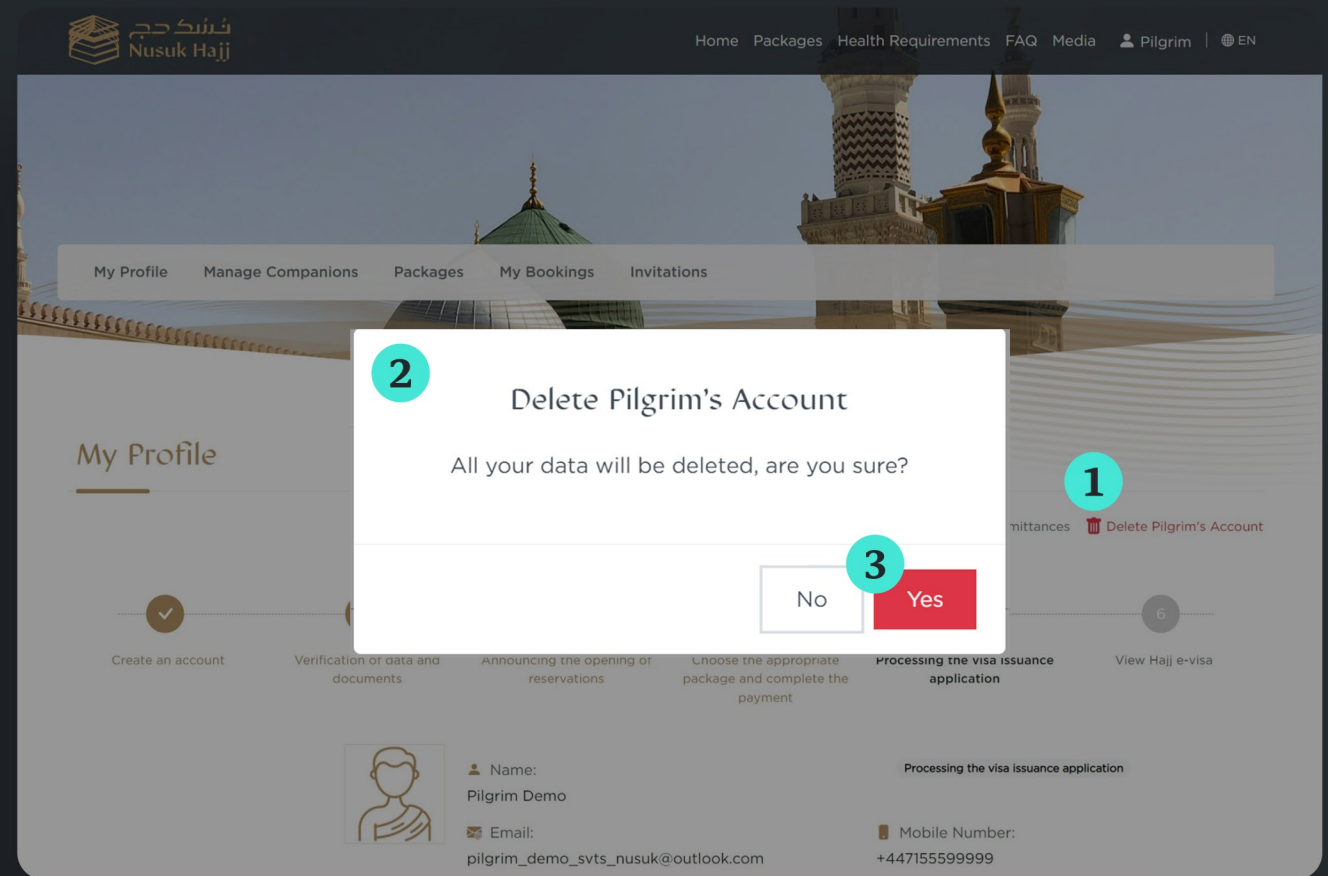 نُسُك حج
Nusuk Hajj
Home Packages Health Requirements FAQ Media Pilgrim | EN
My Profile Manage Companions Packages My Bookings Invitations
2
Delete Pilgrim's Account
All your data will be deleted, are you sure?
My Profile
1
mittances Delete Pilgrim's Account
3
No Yes
6
Create an account
Verification of data and
documents
Announcing the opening of
reservations
Choose the appropriate
package and complete the
payment
Processing the visa issuance
application
View Hajj e-visa
Name:
Pilgrim Demo
Processing the visa issuance application
Email:
pilgrim_demo_svts_nusuk@outlook.com
Mobile Number:
+447155599999